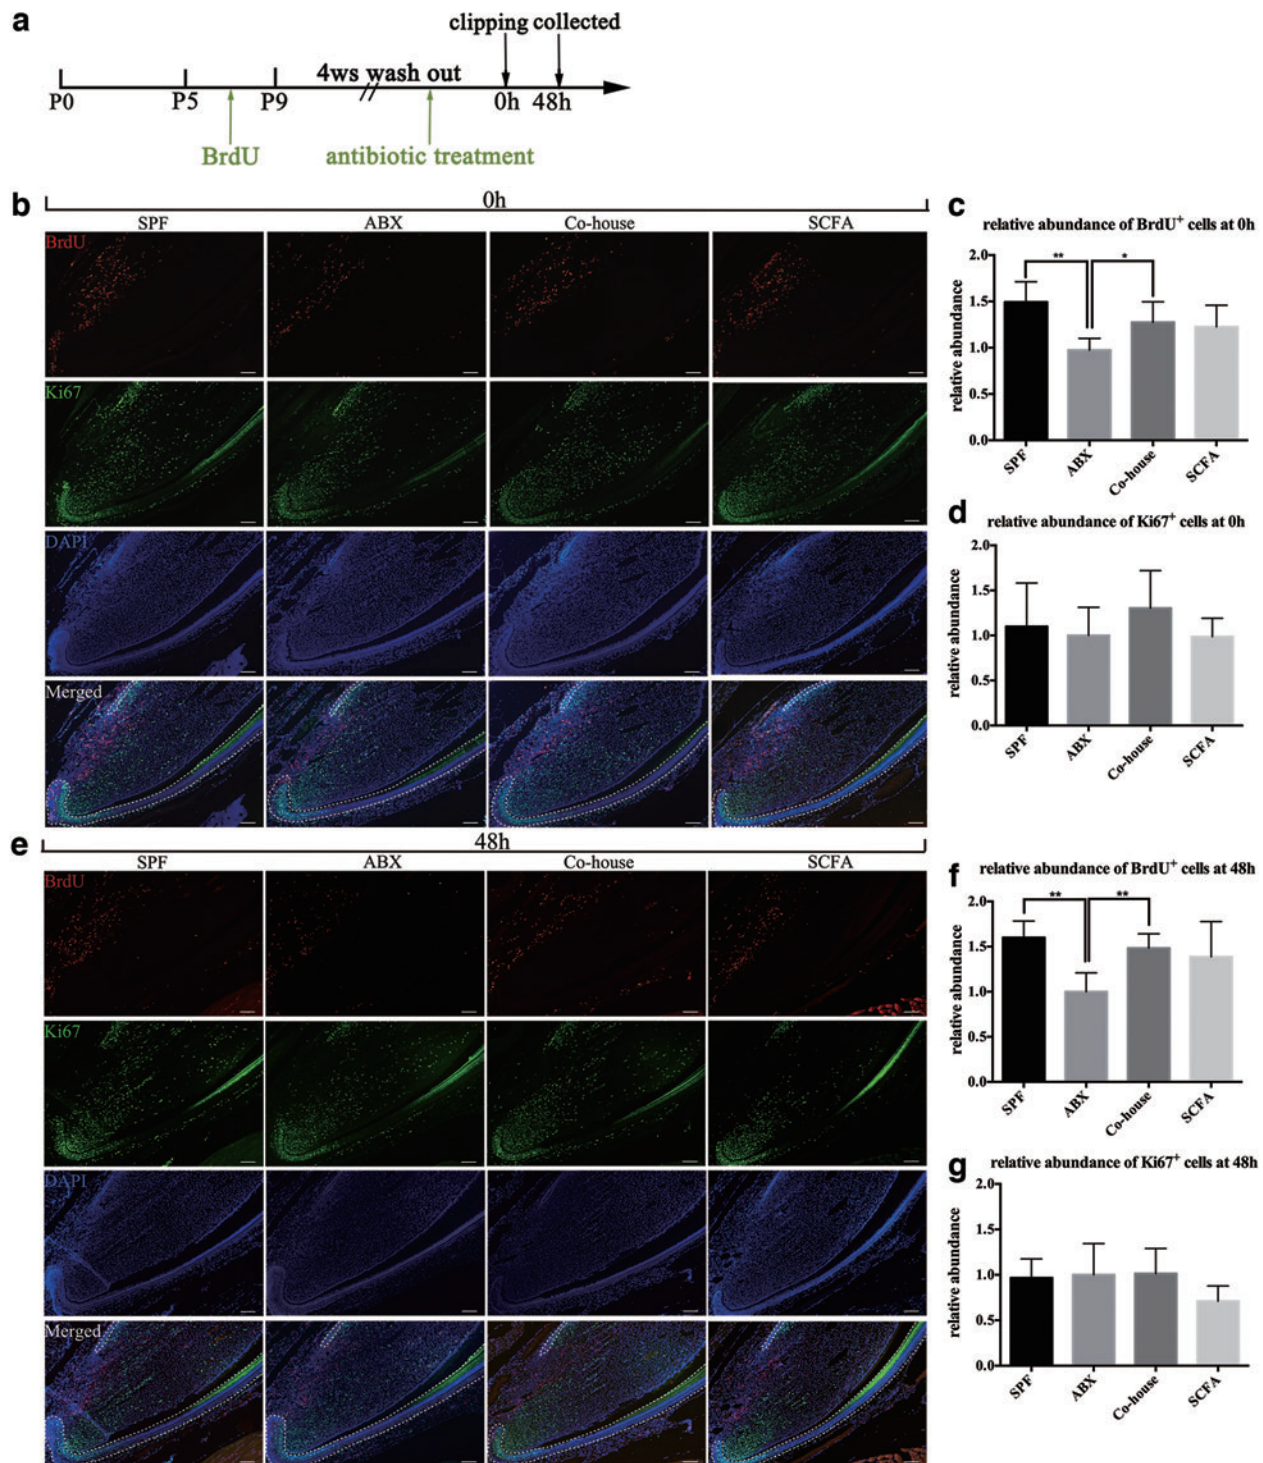 a
clipping collected
4ws wash out
P0 P5 P9 0h 48h
BrdU antibiotic treatment
b
0h
SPF ABX Co-house SCFA
BrdU
Ki67
DAPI
Merged
c
relative abundance of BrdU+ cells at 0h
** *
2.0
1.5
1.0
0.5
0.0
relative abundance
SPF ABX Co-house SCFA
d
relative abundance of Ki67+ cells at 0h
2.0
1.5
1.0
0.5
0.0
relative abundance
SPF ABX Co-house SCFA
e
48h
SPF ABX Co-house SCFA
BrdU
Ki67
DAPI
Merged
f
relative abundance of BrdU+ cells at 48h
** **
2.0
1.5
1.0
0.5
0.0
relative abundance
SPF ABX Co-house SCFA
g
relative abundance of Ki67+ cells at 48h
2.0
1.5
1.0
0.5
0.0
relative abundance
SPF ABX Co-house SCFA